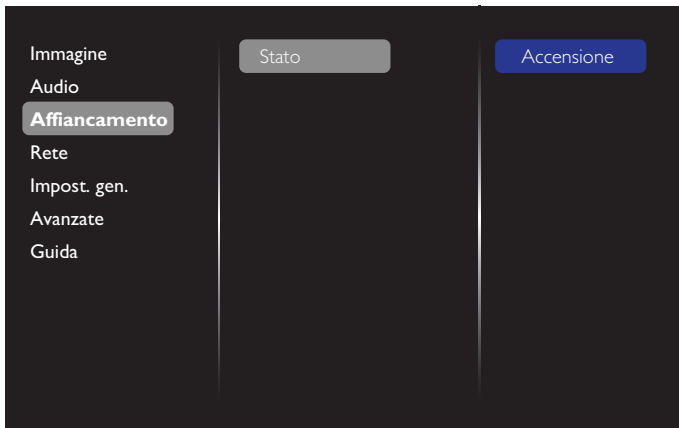 Immagine
Audio
Affiancamento
Rete
Impost. gen.
Avanzate
Guida
Stato
Accensione